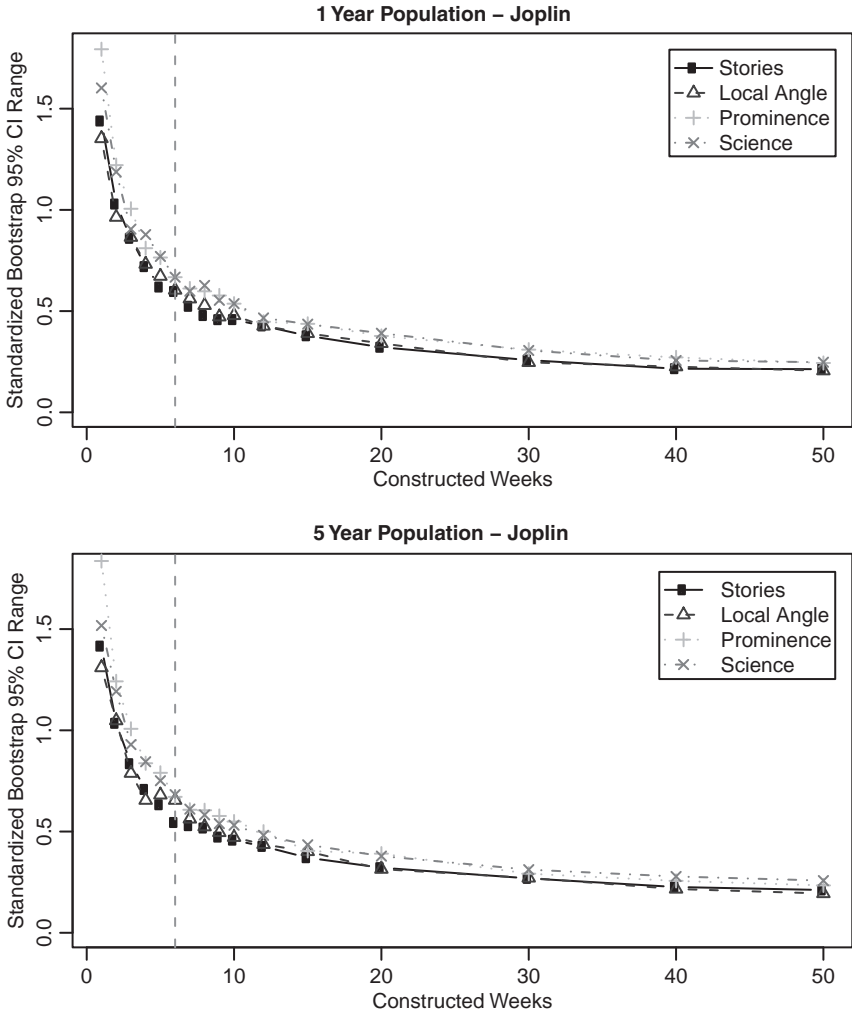 1 Year Population – Joplin
Standardized Bootstrap 95% CI Range
1.5
1.0
0.5
0.0
Stories
Local Angle
Prominence
Science
0 10 20 30 40 50
Constructed Weeks
5 Year Population – Joplin
Standardized Bootstrap 95% CI Range
1.5
1.0
0.5
0.0
Stories
Local Angle
Prominence
Science
0 10 20 30 40 50
Constructed Weeks